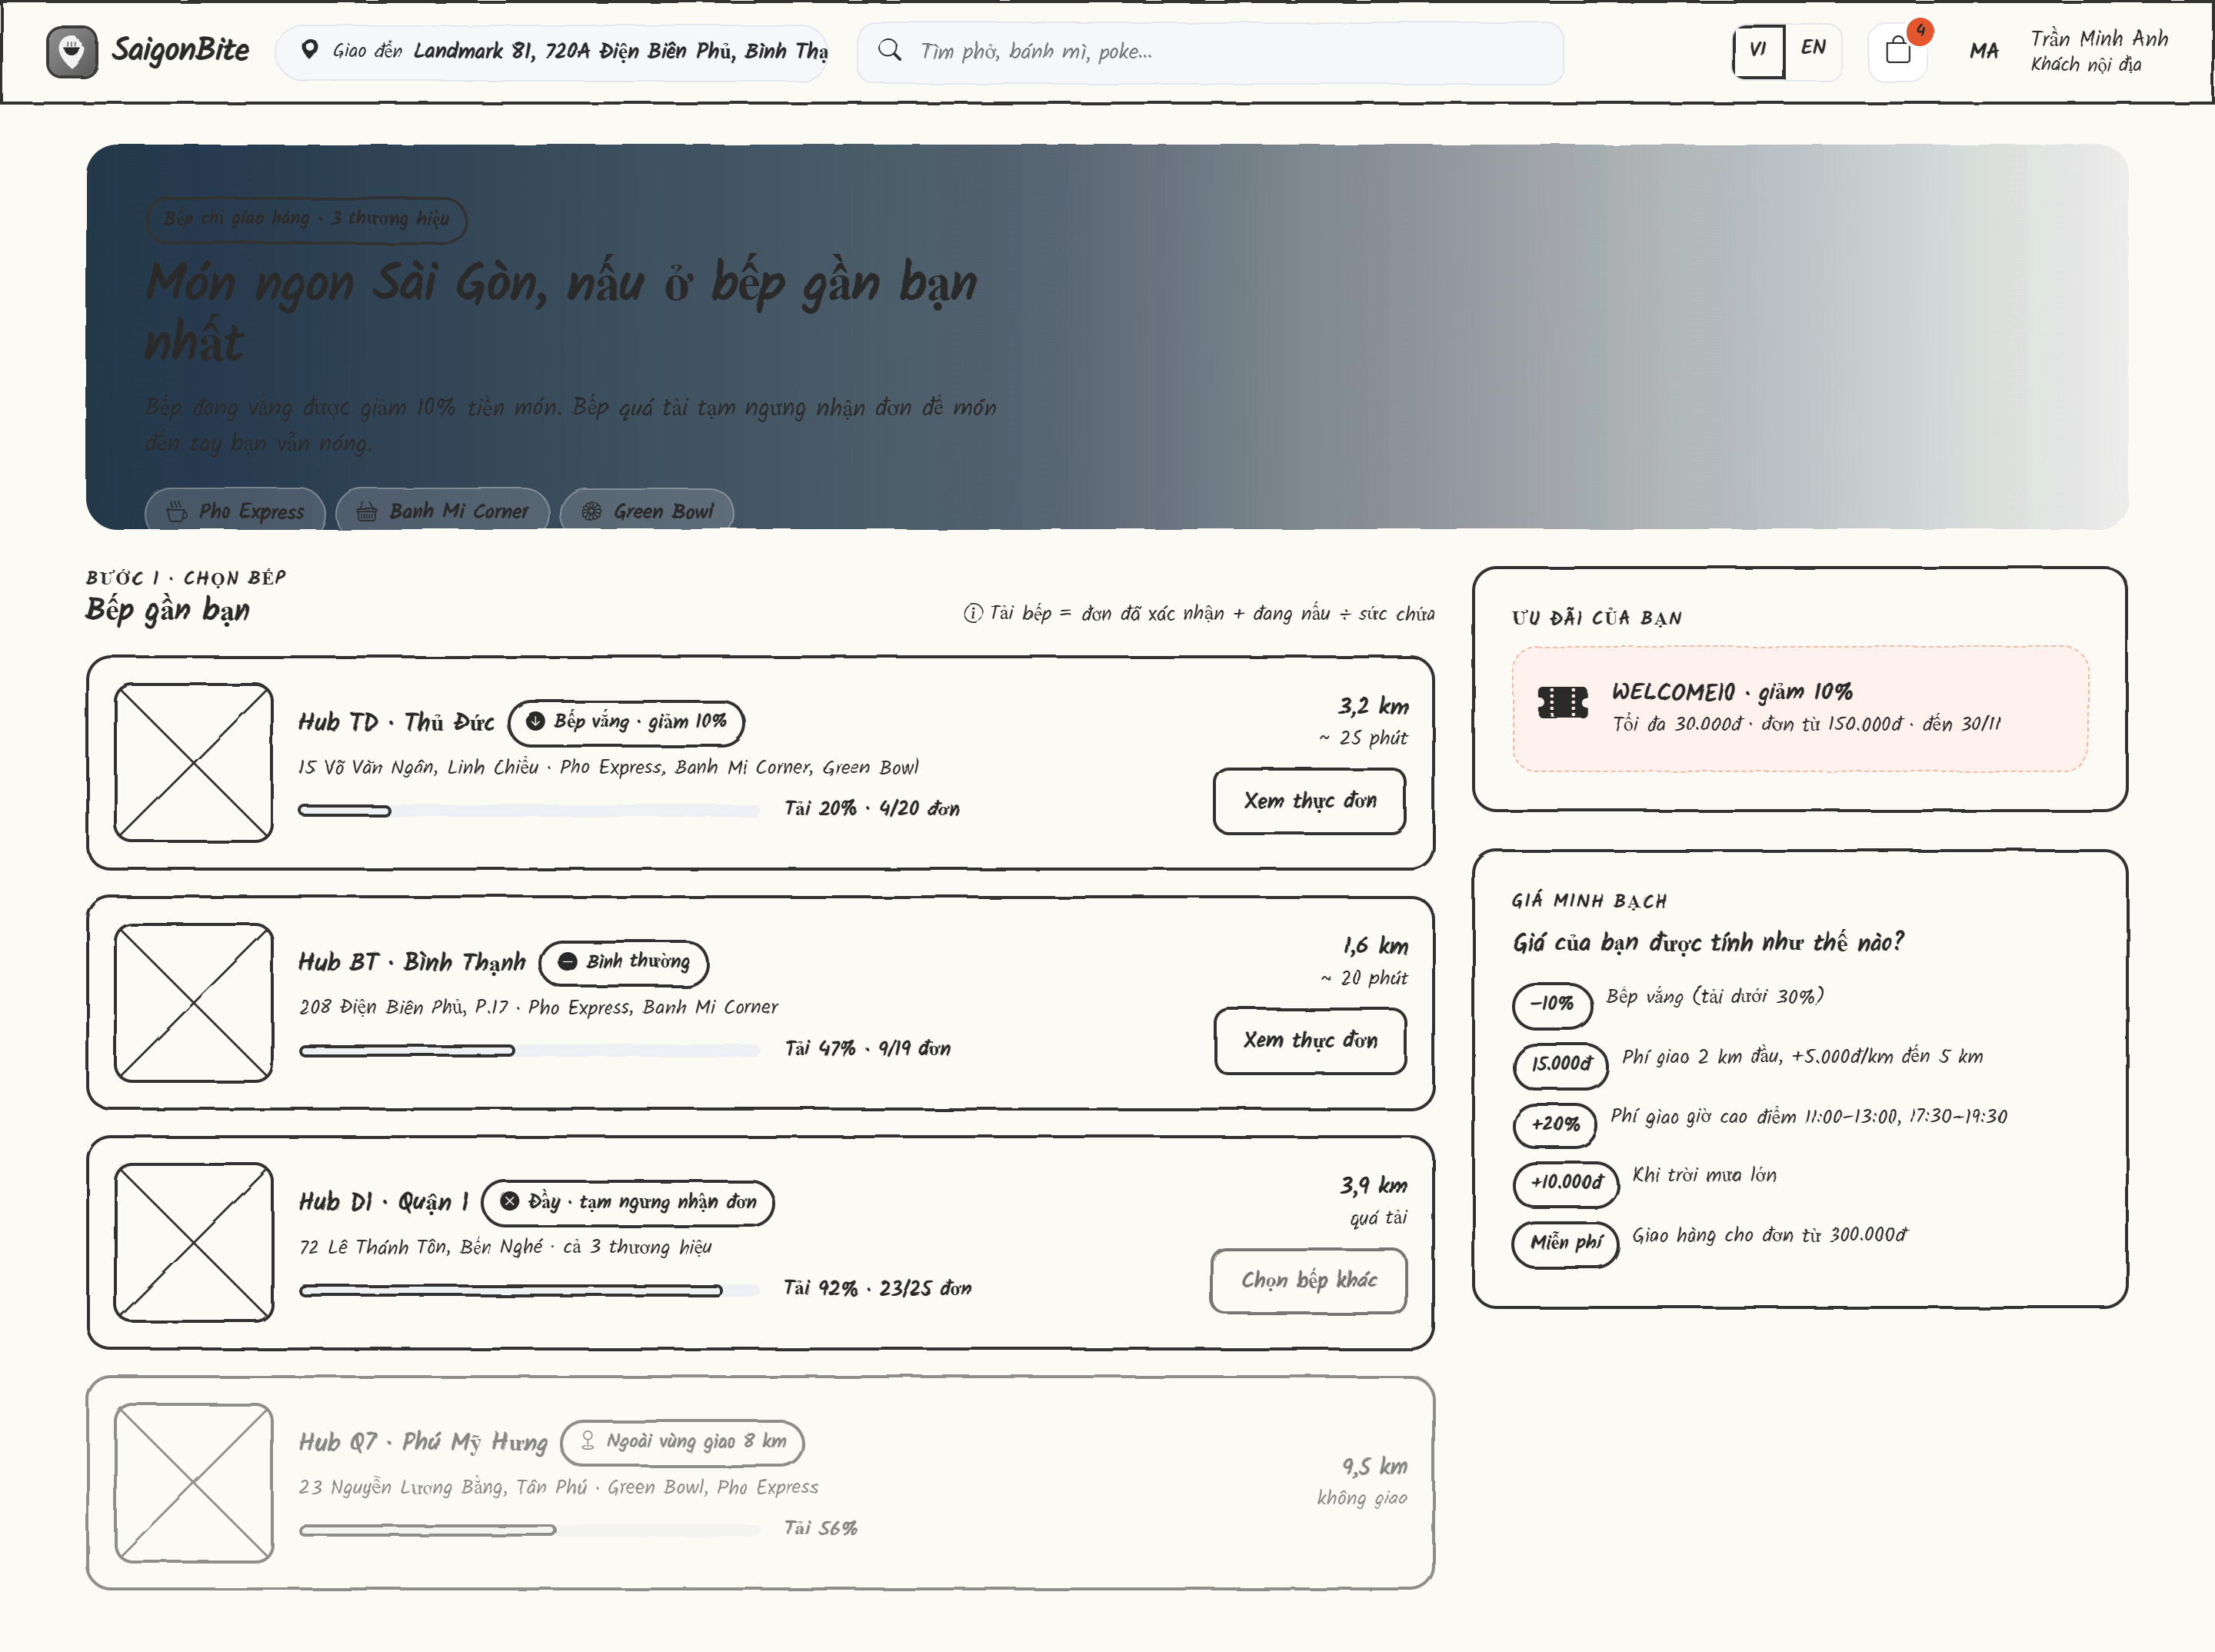 SaigonBite
Giao đến Landmark 81, 720A Điện Biên Phủ, Bình Thạ
Tìm phở, bánh mì, poke...
VI
EN
4
MA
Trần Minh Anh
Khách nội địa
Bếp chỉ giao hàng · 3 thương hiệu
Món ngon Sài Gòn, nấu ở bếp gần bạn
nhất
Bếp đang vắng được giảm 10% tiền món. Bếp quá tải tạm ngưng nhận đơn để món
đến tay bạn vẫn nóng.
Pho Express
Banh Mi Corner
Green Bowl
BƯỚC 1 · CHỌN BẾP
Bếp gần bạn
Tải bếp = đơn đã xác nhận + đang nấu ÷ sức chứa
Hub TD · Thủ Đức
Bếp vắng · giảm 10%
15 Võ Văn Ngân, Linh Chiểu · Pho Express, Banh Mi Corner, Green Bowl
Tải 20% · 4/20 đơn
3,2 km
~ 25 phút
Xem thực đơn
Hub BT · Bình Thạnh
Bình thường
208 Điện Biên Phủ, P.17 · Pho Express, Banh Mi Corner
Tải 47% · 9/19 đơn
1,6 km
~ 20 phút
Xem thực đơn
Hub D1 · Quận 1
Đầy · tạm ngưng nhận đơn
72 Lê Thánh Tôn, Bến Nghé · cả 3 thương hiệu
Tải 92% · 23/25 đơn
3,9 km
quá tải
Chọn bếp khác
Hub Q7 · Phú Mỹ Hưng
Ngoài vùng giao 8 km
23 Nguyễn Lương Bằng, Tân Phú · Green Bowl, Pho Express
Tải 56%
9,5 km
không giao
ƯU ĐÃI CỦA BẠN
WELCOME10 · giảm 10%
Tối đa 30.000đ · đơn từ 150.000đ · đến 30/11
GIÁ MINH BẠCH
Giá của bạn được tính như thế nào?
−10% Bếp vắng (tải dưới 30%)
15.000đ Phí giao 2 km đầu, +5.000đ/km đến 5 km
+20% Phí giao giờ cao điểm 11:00–13:00, 17:30–19:30
+10.000đ Khi trời mưa lớn
Miễn phí Giao hàng cho đơn từ 300.000đ